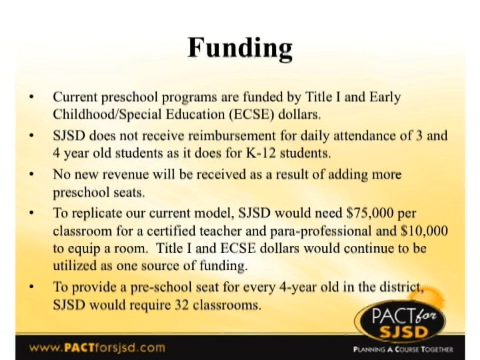 Funding
• Current preschool programs are funded by Title I and Early
Childhood/Special Education (ECSE) dollars.
• SJSD does not receive reimbursement for daily attendance of 3 and
4 year old students as it does for K-12 students.
• No new revenue will be received as a result of adding more
preschool seats.
• To replicate our current model, SJSD would need $75,000 per
classroom for a certified teacher and para-professional and $10,000
to equip a room.  Title I and ECSE dollars would continue to be
utilized as one source of funding.
• To provide a pre-school seat for every 4-year old in the district,
SJSD would require 32 classrooms.
PACT for
SJSD
www.PACTforsjsd.com
PLANNING A COURSE TOGETHER